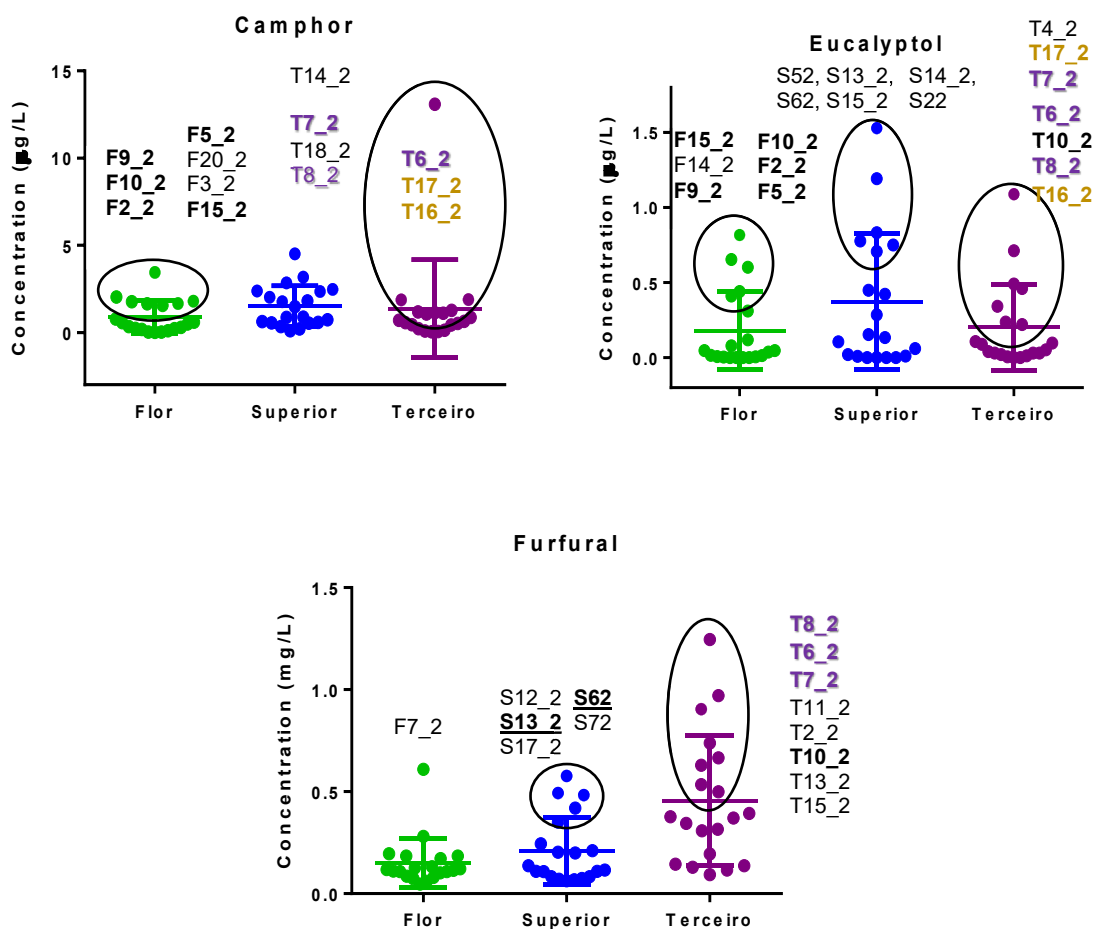 Camphor
Concentration (µg/L)
15
10
5
0
F9_2
F10_2
F2_2
F5_2
F20_2
F3_2
F15_2
T14_2
T7_2
T18_2
T8_2
T6_2
T17_2
T16_2
Flor Superior Terceiro
Eucalyptol
Concentration (µg/L)
1.5
1.0
0.5
0.0
F15_2 F10_2
F14_2 F2_2
F9_2 F5_2
S52, S13_2, S14_2,
S62, S15_2 S22
T4_2
T17_2
T7_2
T6_2
T10_2
T8_2
T16_2
Flor Superior Terceiro
Furfural
Concentration (mg/L)
1.5
1.0
0.5
0.0
F7_2
S12_2 S62
S13_2 S72
S17_2
T8_2
T6_2
T7_2
T11_2
T2_2
T10_2
T13_2
T15_2
Flor Superior Terceiro